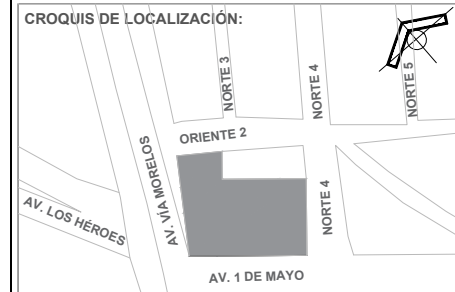 CROQUIS DE LOCALIZACIÓN:
NORTE 3
NORTE 4
NORTE 5
ORIENTE 2
AV. VÍA MORELOS
AV. LOS HÉROES
NORTE 4
AV. 1 DE MAYO